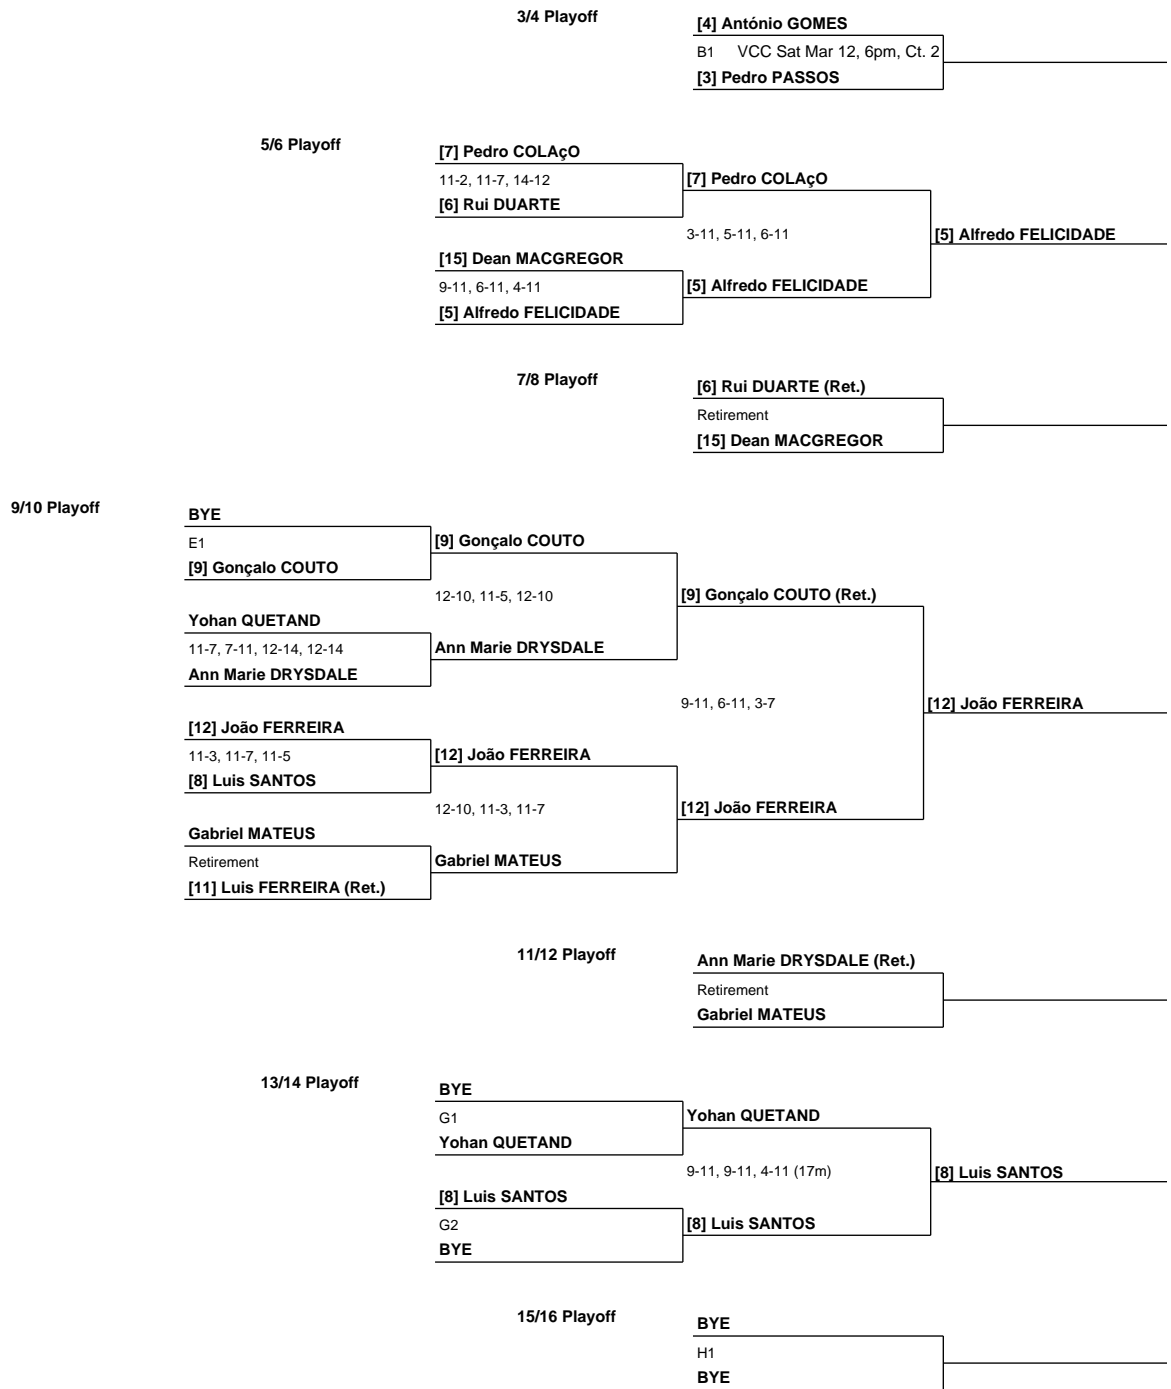 3/4 Playoff
[4] António GOMES
B1 VCC Sat Mar 12, 6pm, Ct. 2
[3] Pedro PASSOS
5/6 Playoff
[7] Pedro COLAçO
11-2, 11-7, 14-12
[7] Pedro COLAçO
[6] Rui DUARTE
3-11, 5-11, 6-11
[5] Alfredo FELICIDADE
[15] Dean MACGREGOR
9-11, 6-11, 4-11
[5] Alfredo FELICIDADE
[5] Alfredo FELICIDADE
7/8 Playoff
[6] Rui DUARTE (Ret.)
Retirement
[15] Dean MACGREGOR
9/10 Playoff
BYE
E1
[9] Gonçalo COUTO
[9] Gonçalo COUTO
12-10, 11-5, 12-10
[9] Gonçalo COUTO (Ret.)
Yohan QUETAND
11-7, 7-11, 12-14, 12-14
Ann Marie DRYSDALE
Ann Marie DRYSDALE
9-11, 6-11, 3-7
[12] João FERREIRA
[12] João FERREIRA
11-3, 11-7, 11-5
[12] João FERREIRA
[8] Luis SANTOS
12-10, 11-3, 11-7
[12] João FERREIRA
Gabriel MATEUS
Retirement
Gabriel MATEUS
[11] Luis FERREIRA (Ret.)
11/12 Playoff
Ann Marie DRYSDALE (Ret.)
Retirement
Gabriel MATEUS
13/14 Playoff
BYE
G1
Yohan QUETAND
Yohan QUETAND
9-11, 9-11, 4-11 (17m)
[8] Luis SANTOS
[8] Luis SANTOS
G2
[8] Luis SANTOS
BYE
15/16 Playoff
BYE
H1
BYE